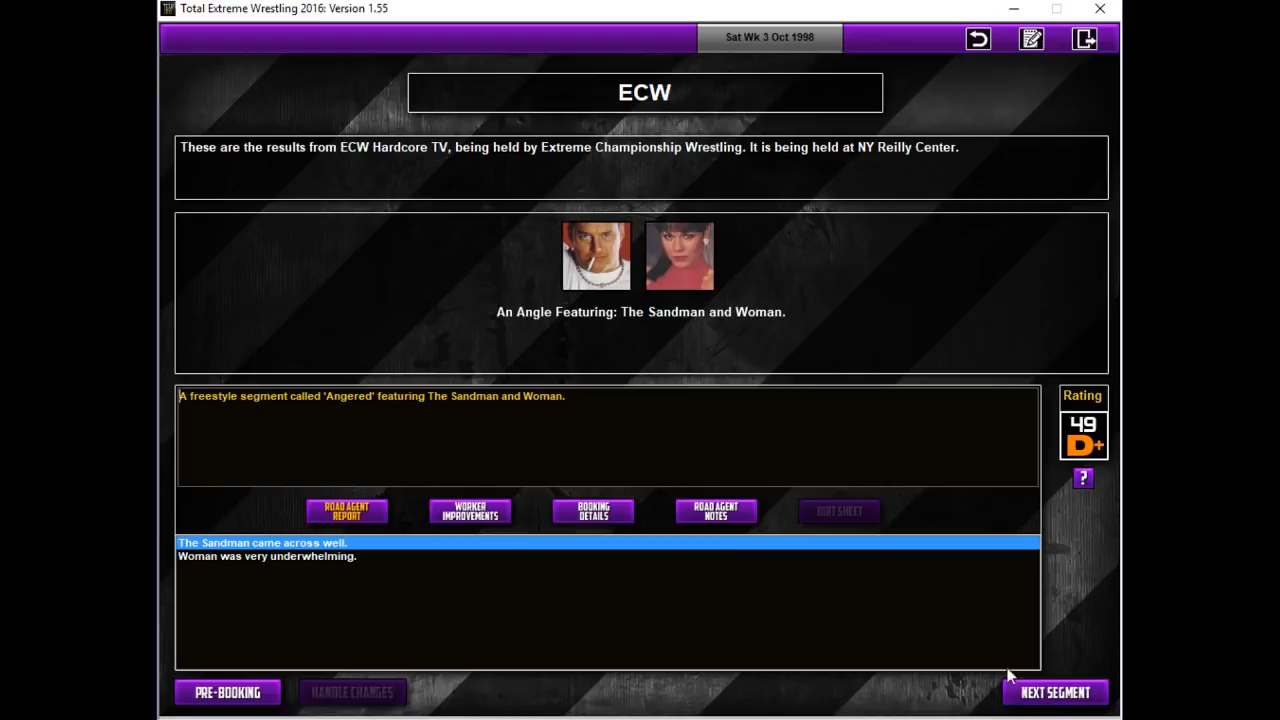 Total Extreme Wrestling 2016: Version 1.55
Sat Wk 3 Oct 1998
ECW
These are the results from ECW Hardcore TV, being held by Extreme Championship Wrestling. It is being held at NY Reilly Center.
An Angle Featuring: The Sandman and Woman.
A freestyle segment called 'Angered' featuring The Sandman and Woman.
Rating
49
D+
?
ROAD AGENT REPORT
WORKER IMPROVEMENTS
BOOKING DETAILS
ROAD AGENT NOTES
DIRT SHEET
The Sandman came across well.
Woman was very underwhelming.
PRE-BOOKING
HANDLE CHANGES
NEXT SEGMENT